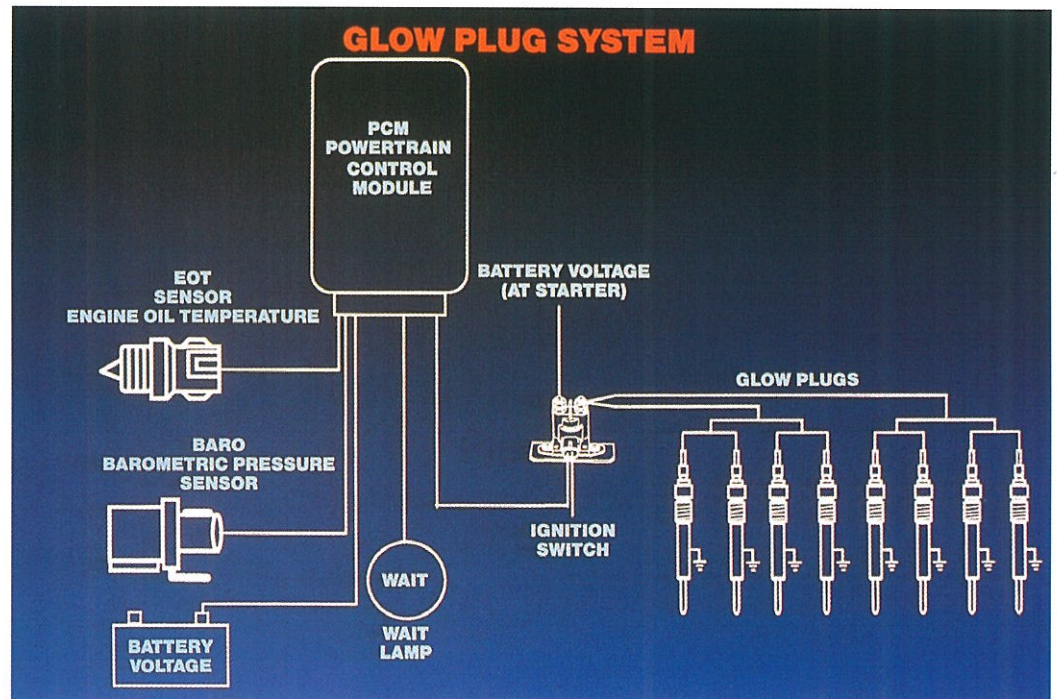 GLOW PLUG SYSTEM
PCM
POWERTRAIN
CONTROL
MODULE
EOT
SENSOR
ENGINE OIL TEMPERATURE
BATTERY VOLTAGE
(AT STARTER)
GLOW PLUGS
BARO
BAROMETRIC PRESSURE
SENSOR
IGNITION
SWITCH
WAIT
WAIT
LAMP
BATTERY
VOLTAGE